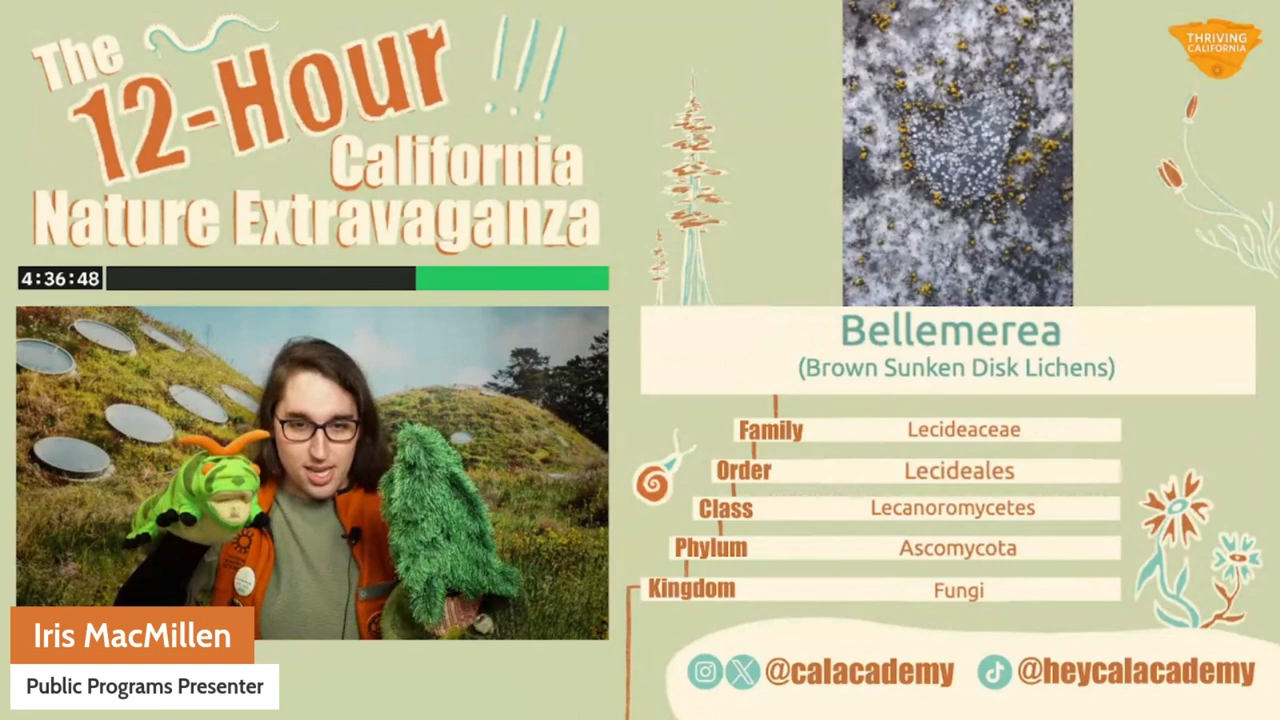 The
12-Hour!!!
California
Nature Extravaganza
4:36:48
Iris MacMillen
Public Programs Presenter
THRIVING
CALIFORNIA
Bellemerea
(Brown Sunken Disk Lichens)
Family Lecideaceae
Order Lecideales
Class Lecanoromycetes
Phylum Ascomycota
Kingdom Fungi
@calacademy @heycalacademy